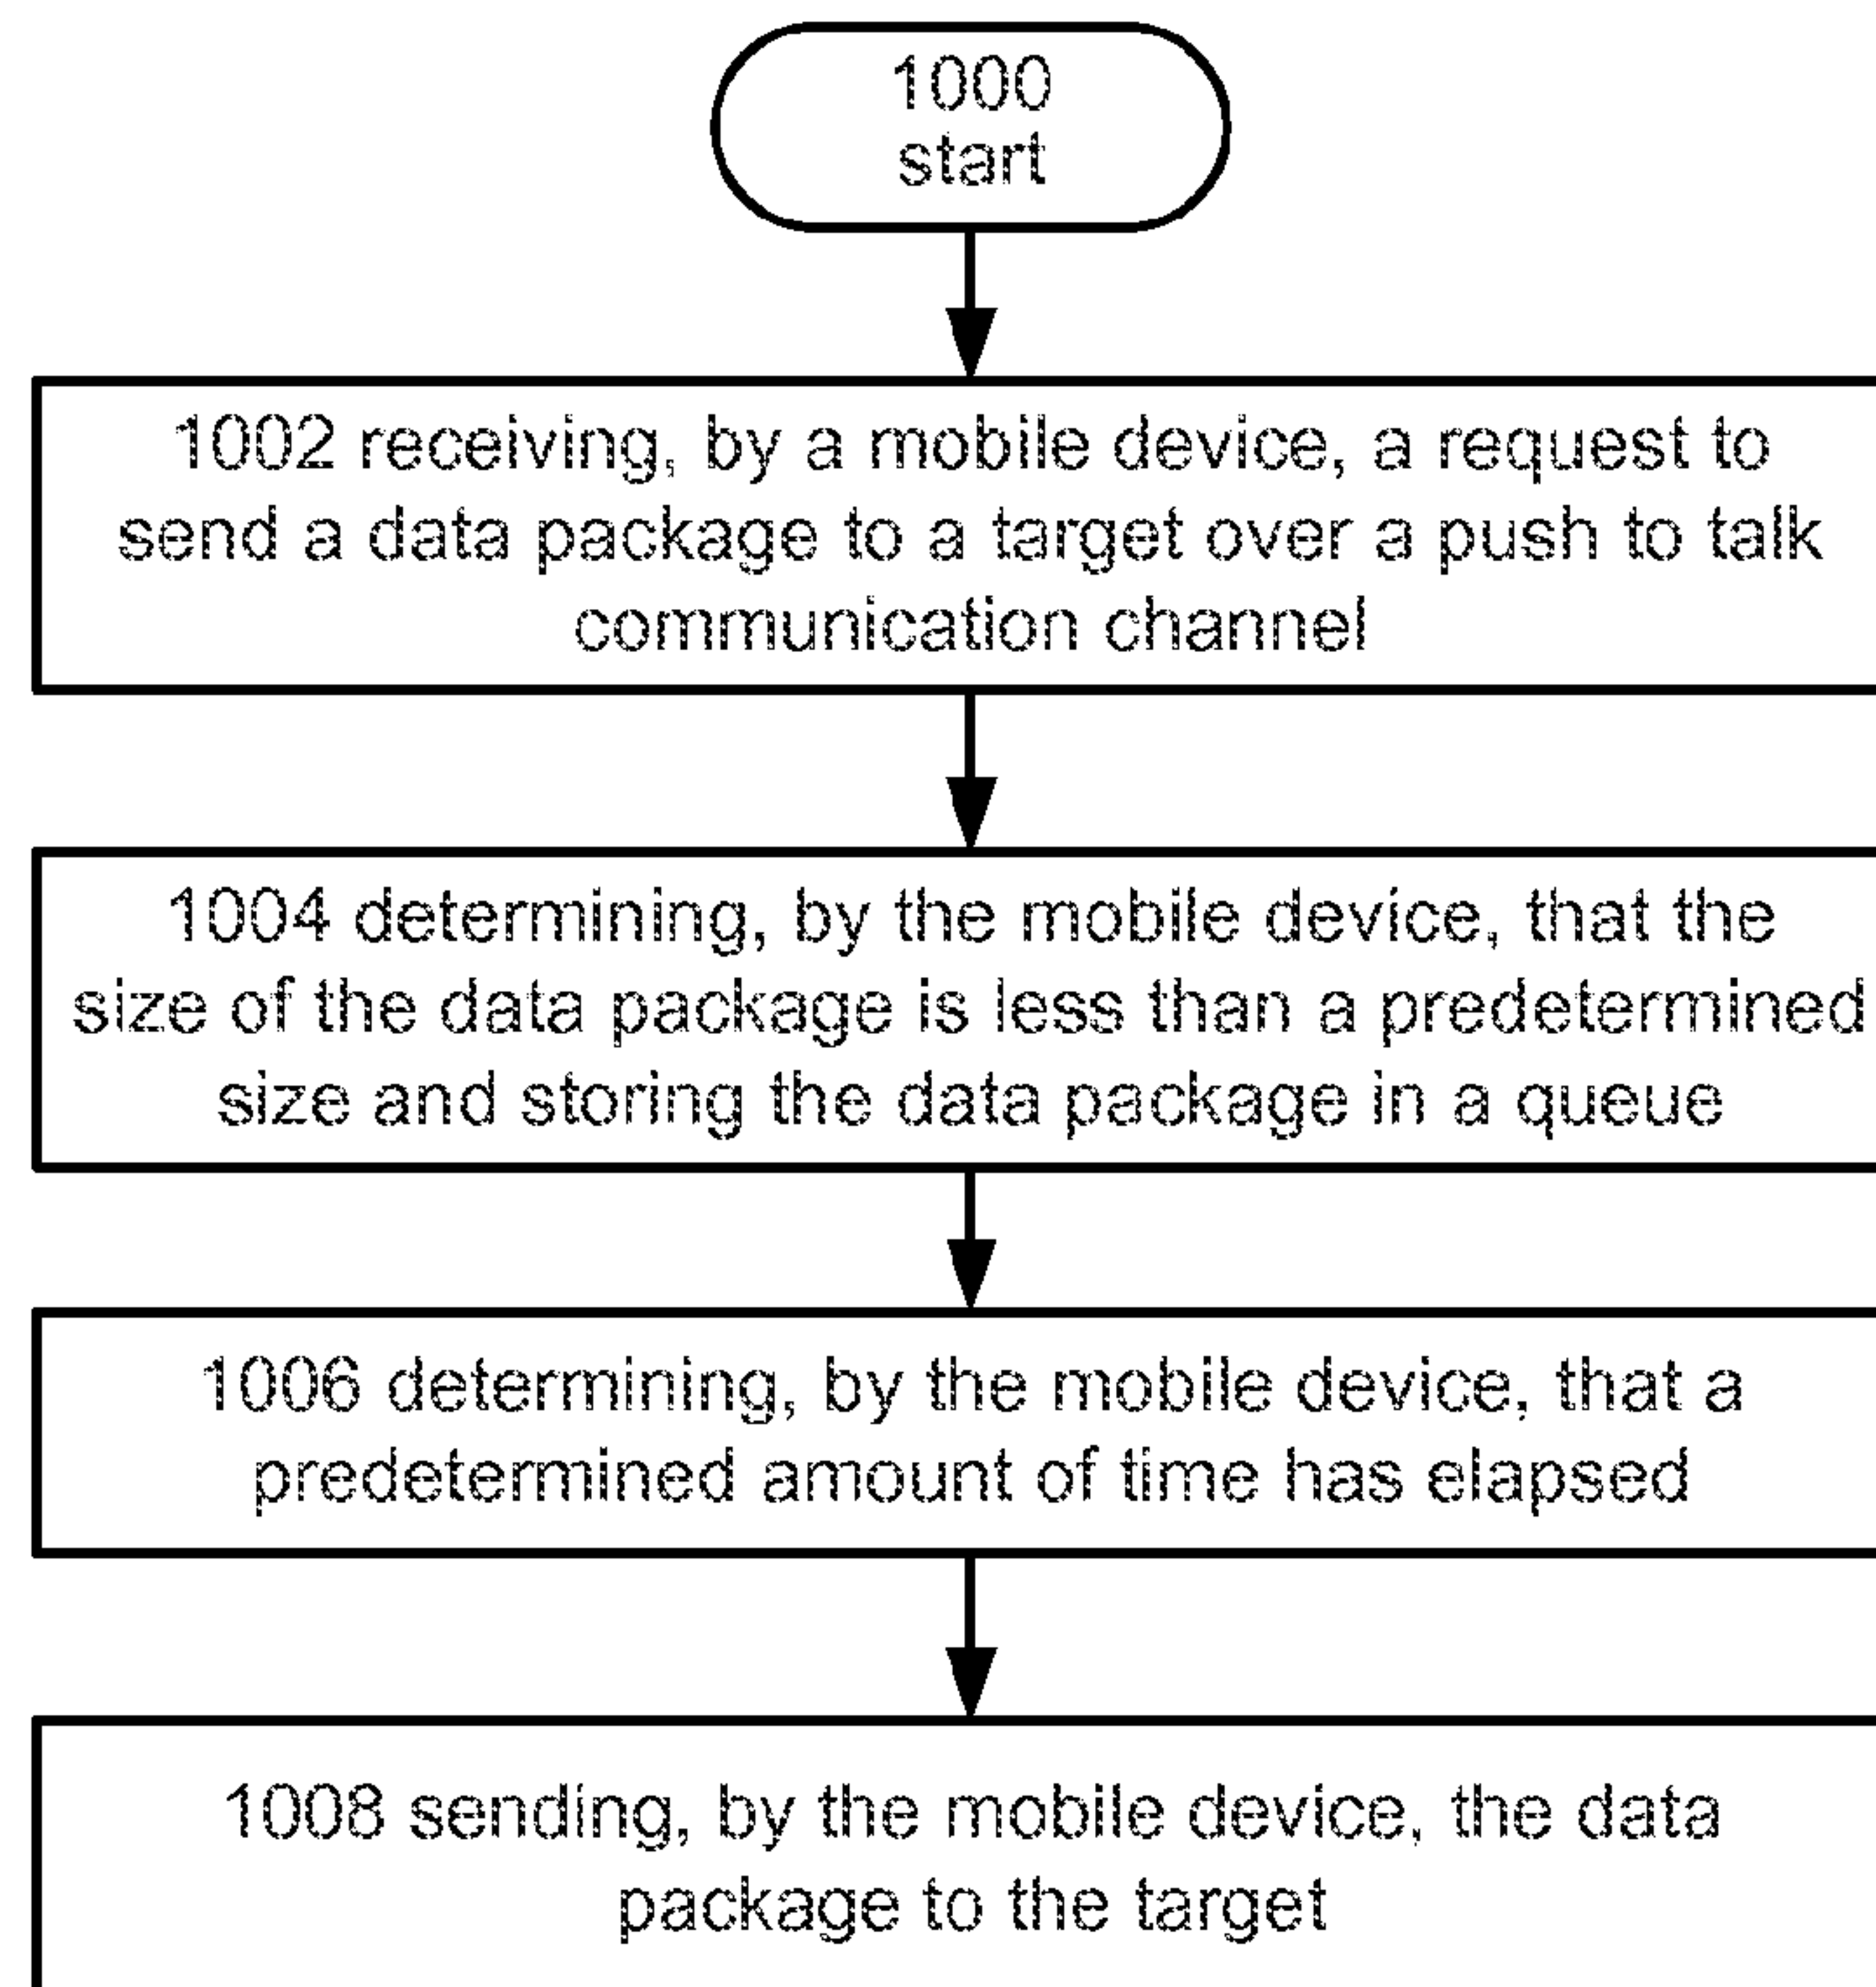 1000
start
1002 receiving, by a mobile device, a request to
send a data package to a target over a push to talk
communication channel
1004 determining, by the mobile device, that the
size of the data package is less than a predetermined
size and storing the data package in a queue
1006 determining, by the mobile device, that a
predetermined amount of time has elapsed
1008 sending, by the mobile device, the data
package to the target